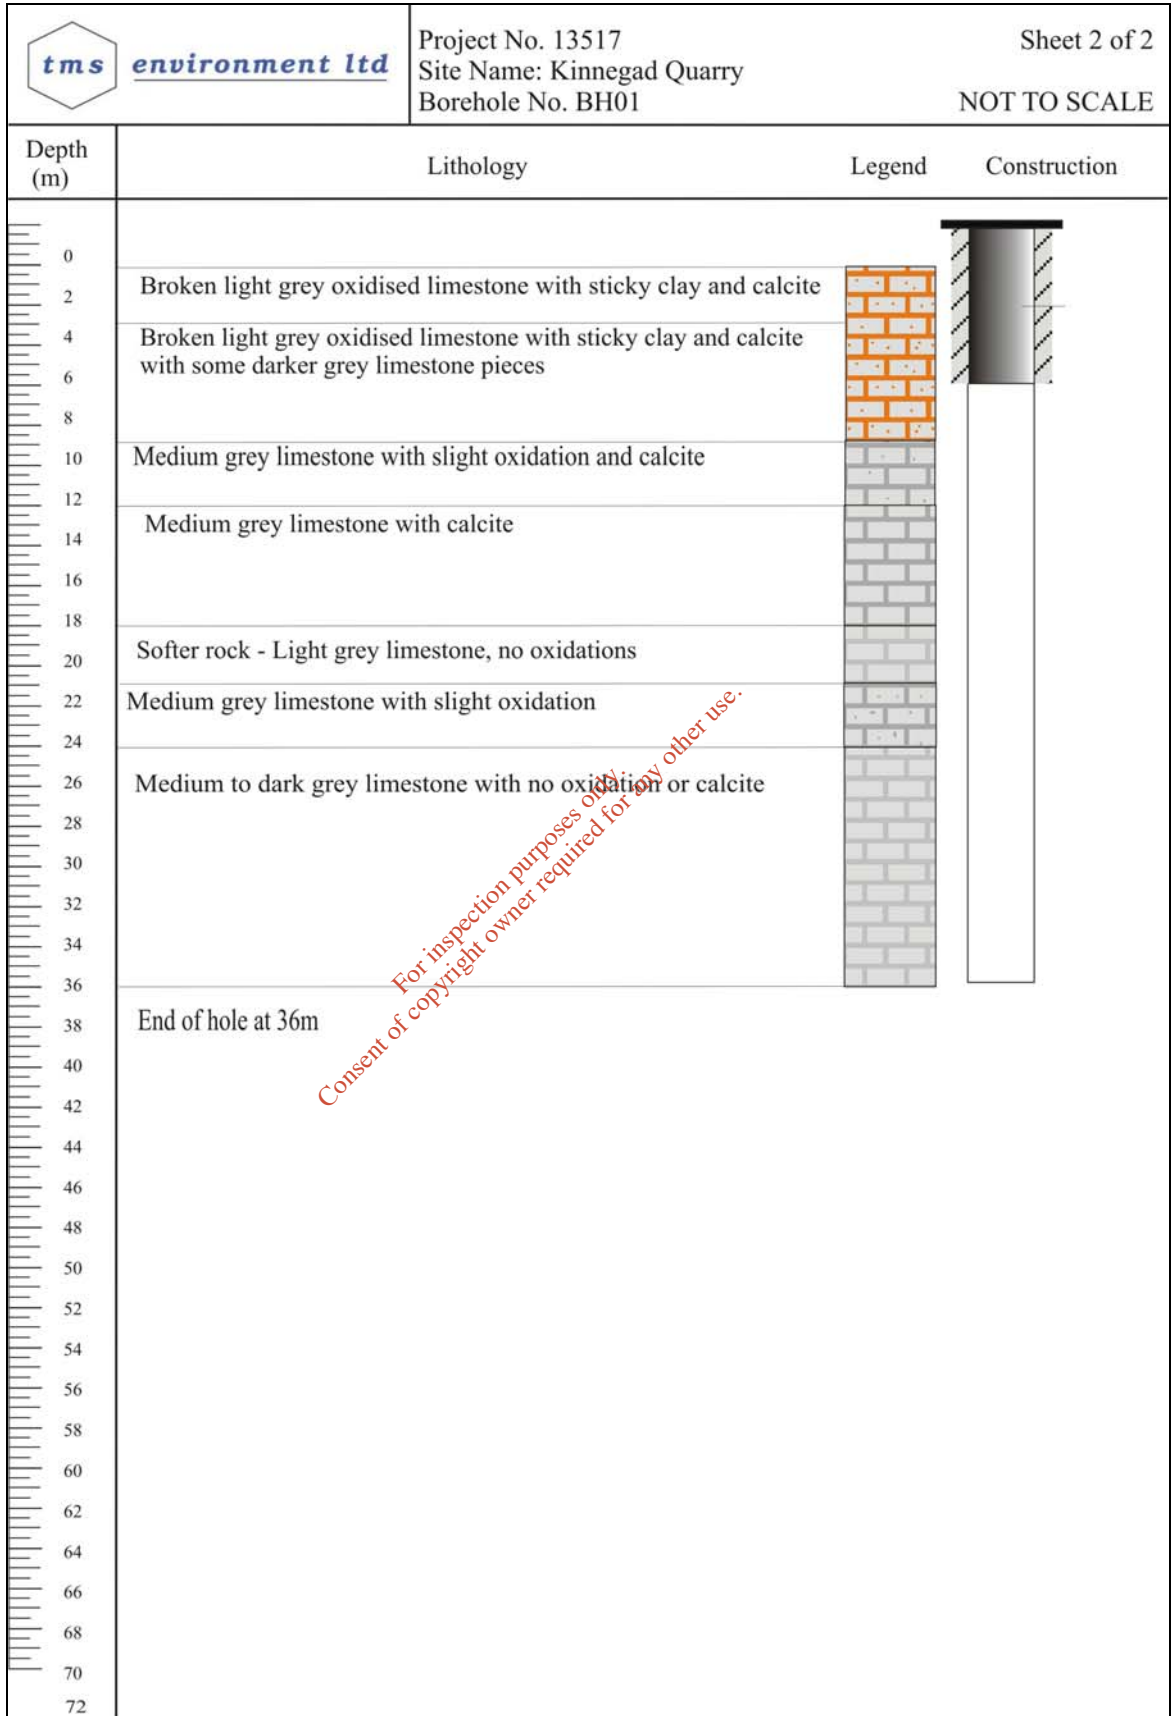 tms environment ltd
Project No. 13517
Site Name: Kinnegad Quarry
Borehole No. BH01
Sheet 2 of 2
NOT TO SCALE
Depth
(m)
Lithology
Legend
Construction
0
Broken light grey oxidised limestone with sticky clay and calcite
2
4
Broken light grey oxidised limestone with sticky clay and calcite
with some darker grey limestone pieces
6
8
10
Medium grey limestone with slight oxidation and calcite
12
Medium grey limestone with calcite
14
16
18
Softer rock - Light grey limestone, no oxidations
20
22
Medium grey limestone with slight oxidation
24
26
Medium to dark grey limestone with no oxidation or calcite
28
30
32
34
36
End of hole at 36m
38
40
42
44
46
48
50
52
54
56
58
60
62
64
66
68
70
72
For inspection purposes only.
Consent of copyright owner required for any other use.